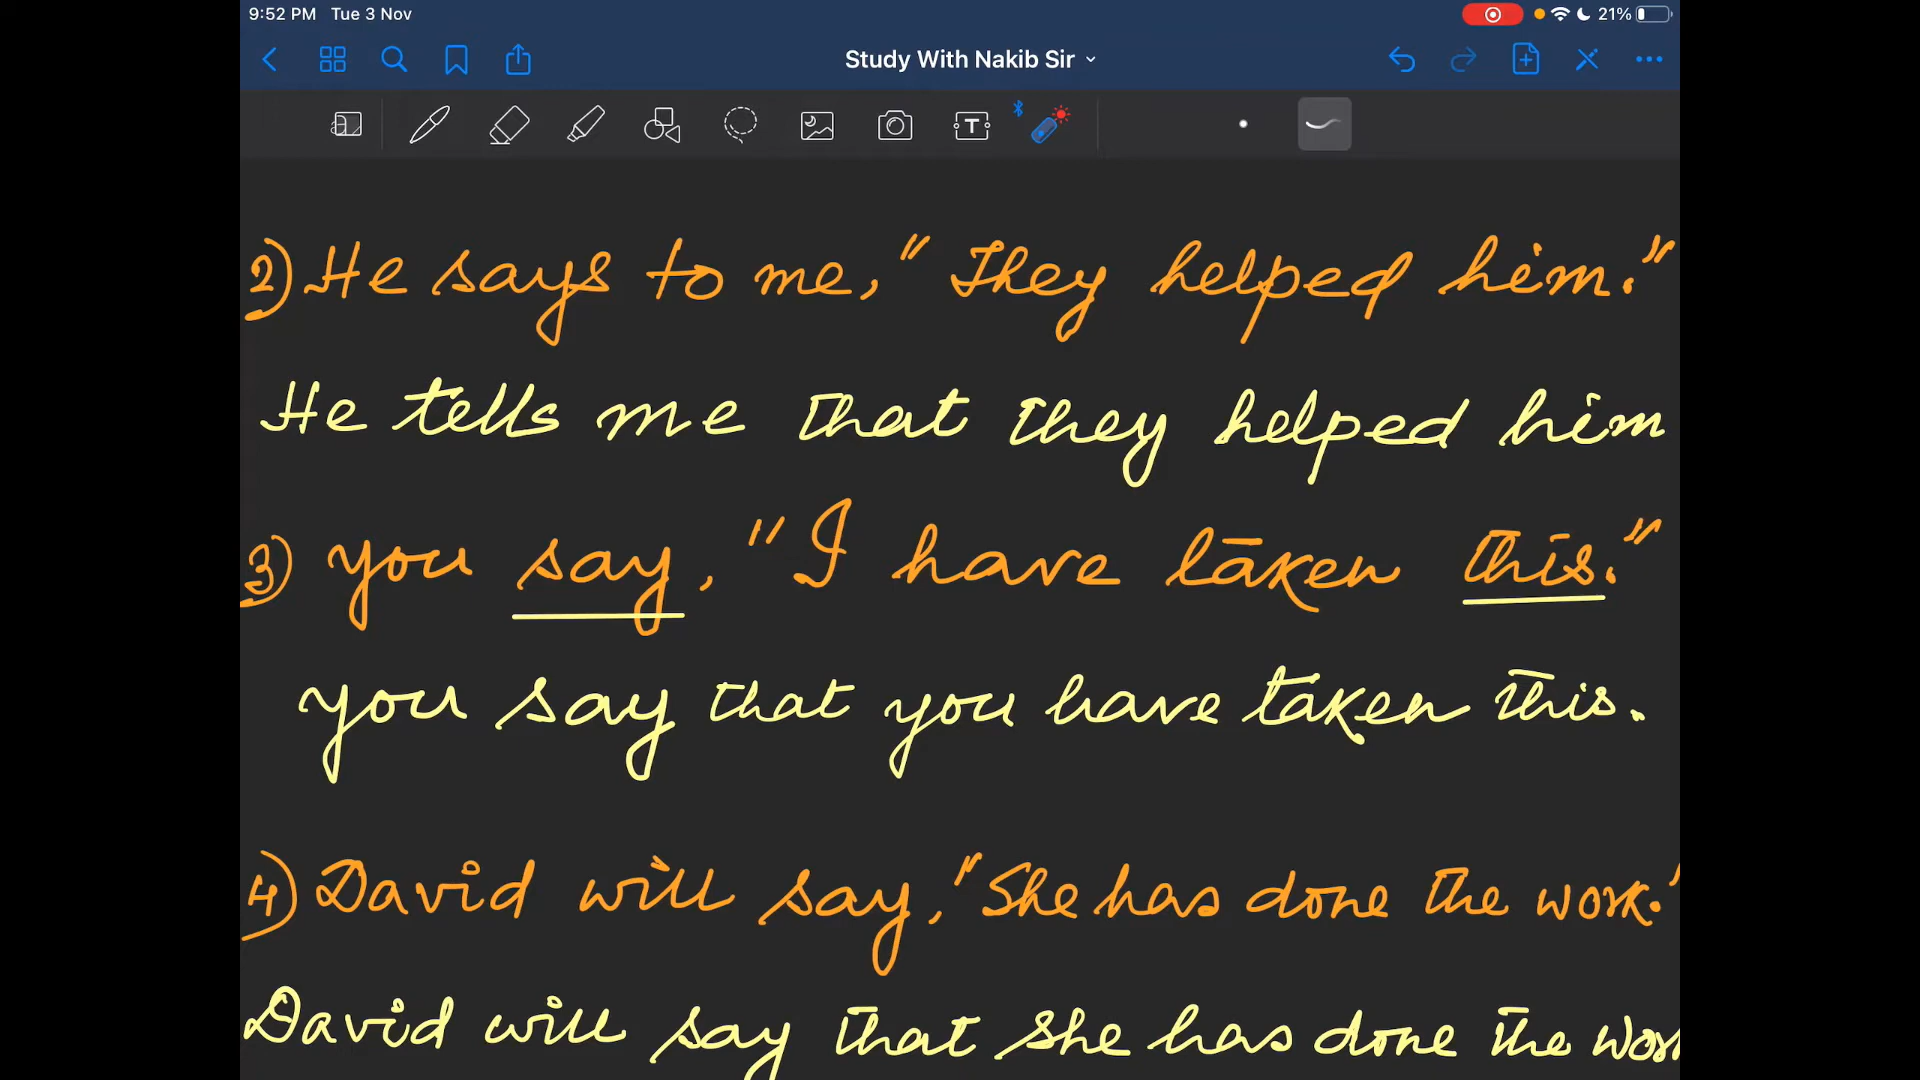 9:52 PM Tue 3 Nov 21%
Study With Nakib Sir
2) He says to me, "They helped him."
He tells me that they helped him
3) you say, "I have taken this."
you say that you have taken this.
4) David will say, "She has done the work."
David will say that she has done the work